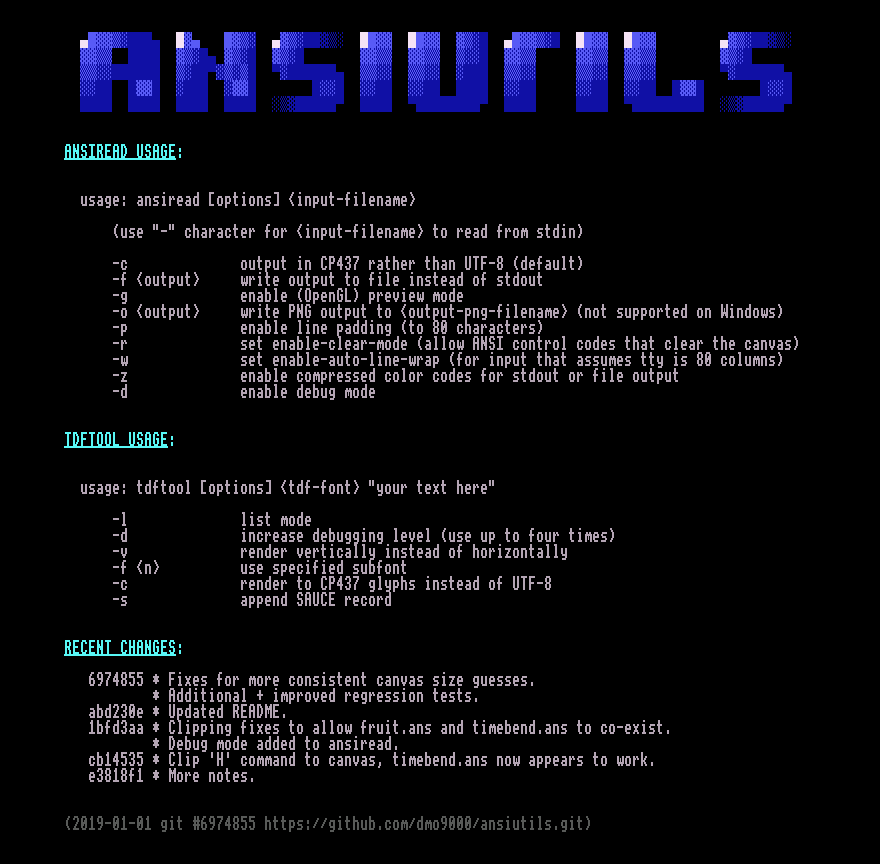 ANSIUTILS
ANSIREAD USAGE:
usage: ansiread [options] <input-filename>
(use "-" character for <input-filename> to read from stdin)
-c output in CP437 rather than UTF-8 (default)
-f <output> write output to file instead of stdout
-g enable (OpenGL) preview mode
-o <output> write PNG output to <output-png-filename> (not supported on Windows)
-p enable line padding (to 80 characters)
-r set enable-clear-mode (allow ANSI control codes that clear the canvas)
-w set enable-auto-line-wrap (for input that assumes tty is 80 columns)
-z enable compressed color codes for stdout or file output
-d enable debug mode
TDFTOOL USAGE:
usage: tdftool [options] <tdf-font> "your text here"
-l list mode
-d increase debugging level (use up to four times)
-v render vertically instead of horizontally
-f <n> use specified subfont
-c render to CP437 glyphs instead of UTF-8
-s append SAUCE record
RECENT CHANGES:
6974855 * Fixes for more consistent canvas size guesses.
* Additional + improved regression tests.
abd230e * Updated README.
1bfd3aa * Clipping fixes to allow fruit.ans and timebend.ans to co-exist.
* Debug mode added to ansiread.
cb14535 * Clip 'H' command to canvas, timebend.ans now appears to work.
e3818f1 * More notes.
(2019-01-01 git #6974855 https://github.com/dmo9000/ansiutils.git)